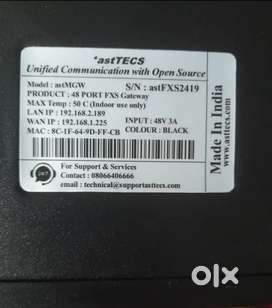 *astTECS
Unified Communication with Open Source
Model : astMGW
S/N : astFXS2419
PRODUCT : 48 PORT FXS Gateway
MAX Temp : 50 C (Indoor use only)
LAN IP : 192.168.2.189
WAN IP : 192.168.1.225
INPUT : 48V 3A
MAC : 8C-1F-64-9D-FF-CB
COLOUR : BLACK
Made In India
www.asttecs.com
24/7
For Support & Services
Contact : 08066406666
email : technical@supportasttecs.com
olx